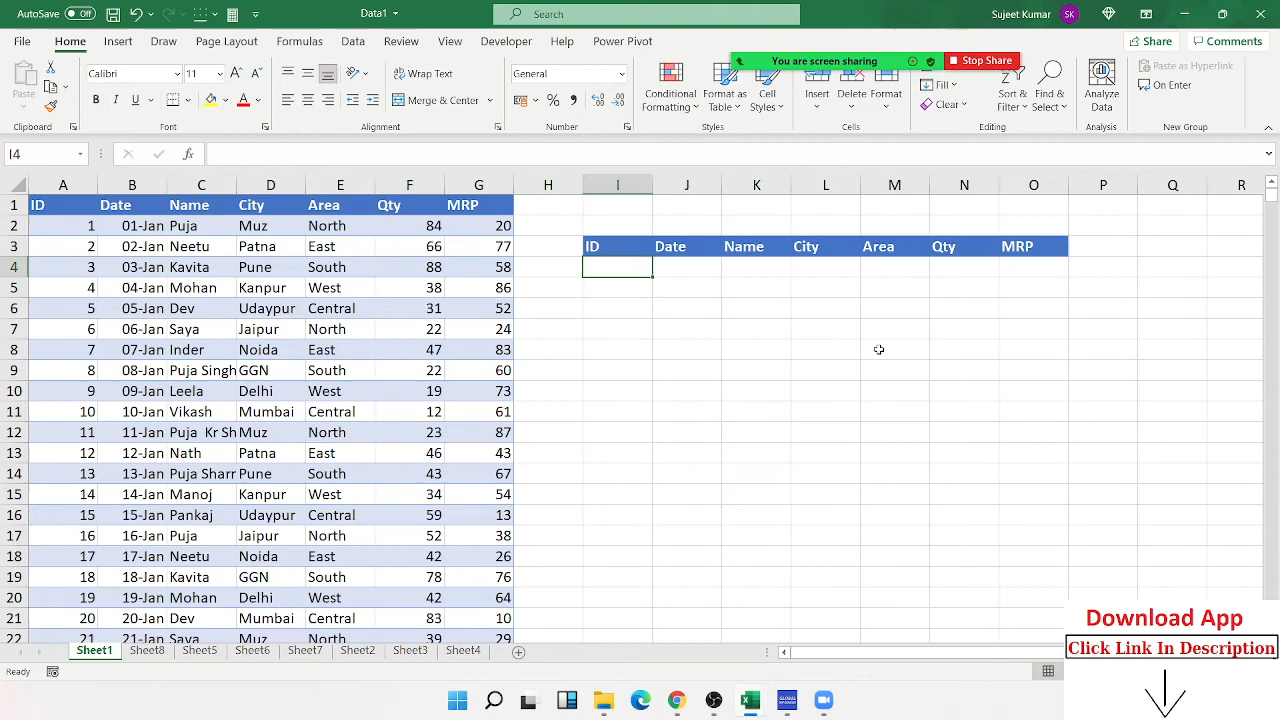 AutoSave Off Data1 Search Sujeet Kumar SK
File Home Insert Draw Page Layout Formulas Data Review View Developer Help Power Pivot Share Comments
You are screen sharing Stop Share
Paste Calibri 11 Wrap Text General Conditional Formatting Format as Table Cell Styles Insert Delete Format Fill Clear Sort & Filter Find & Select Analyze Data Paste as Hyperlink
B I U A Merge & Center % On Enter
Clipboard Font Alignment Number Styles Cells Editing Analysis New Group
I4 fx
A B C D E F G H I J K L M N O P Q R
1 ID Date Name City Area Qty MRP
2 1 01-Jan Puja Muz North 84 20
3 2 02-Jan Neetu Patna East 66 77 ID Date Name City Area Qty MRP
4 3 03-Jan Kavita Pune South 88 58
5 4 04-Jan Mohan Kanpur West 38 86
6 5 05-Jan Dev Udaypur Central 31 52
7 6 06-Jan Saya Jaipur North 22 24
8 7 07-Jan Inder Noida East 47 83
9 8 08-Jan Puja Singh GGN South 22 60
10 9 09-Jan Leela Delhi West 19 73
11 10 10-Jan Vikash Mumbai Central 12 61
12 11 11-Jan Puja Kr Sh Muz North 23 87
13 12 12-Jan Nath Patna East 46 43
14 13 13-Jan Puja Sharr Pune South 43 67
15 14 14-Jan Manoj Kanpur West 34 54
16 15 15-Jan Pankaj Udaypur Central 59 13
17 16 16-Jan Puja Jaipur North 52 38
18 17 17-Jan Neetu Noida East 42 26
19 18 18-Jan Kavita GGN South 78 76
20 19 19-Jan Mohan Delhi West 42 64
21 20 20-Jan Dev Mumbai Central 83 10
22 21 21-Jan Saya Muz North 39 29
Download App
Click Link In Description
Sheet1 Sheet8 Sheet5 Sheet6 Sheet7 Sheet2 Sheet3 Sheet4
Ready